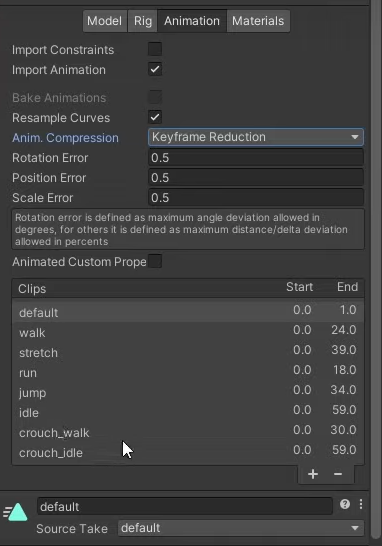 Model Rig Animation Materials
Import Constraints
Import Animation
Bake Animations
Resample Curves
Anim. Compression Keyframe Reduction
Rotation Error 0.5
Position Error 0.5
Scale Error 0.5
Rotation error is defined as maximum angle deviation allowed in
degrees, for others it is defined as maximum distance/delta deviation
allowed in percents
Animated Custom Prope
Clips Start End
default 0.0 1.0
walk 0.0 24.0
stretch 0.0 39.0
run 0.0 18.0
jump 0.0 34.0
idle 0.0 59.0
crouch_walk 0.0 30.0
crouch_idle 0.0 59.0
+ −
default
Source Take default